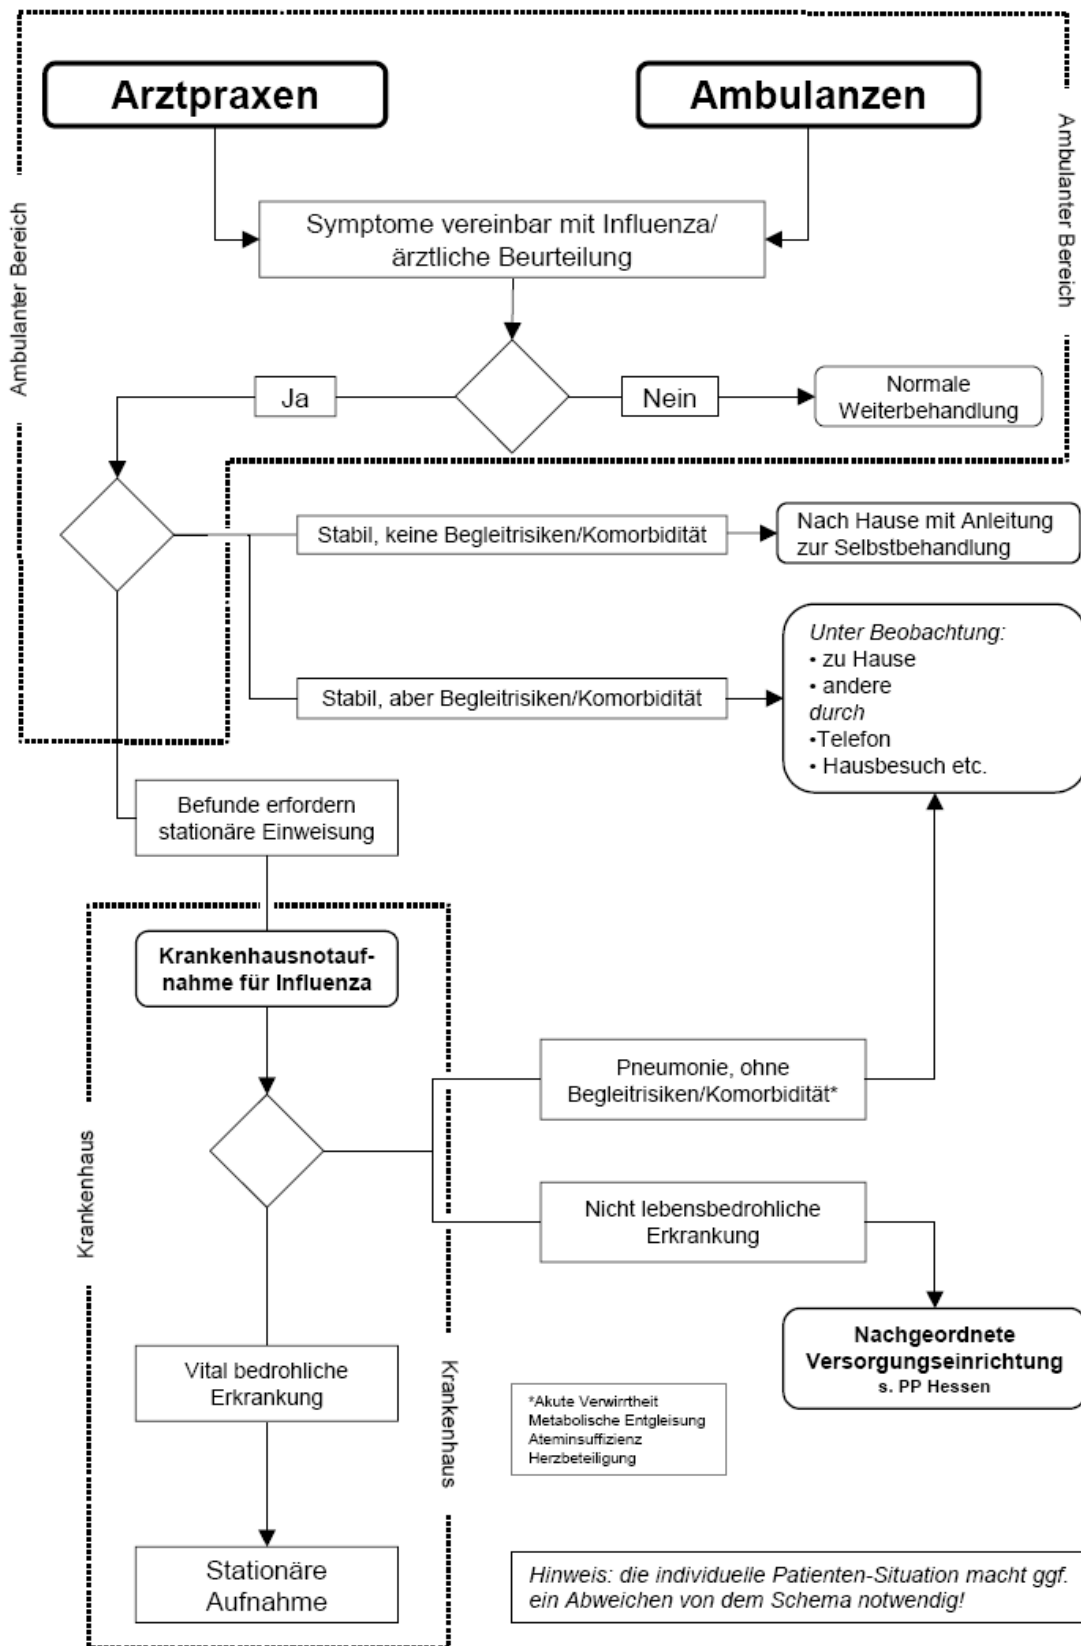 Arztpraxen
Ambulanzen
Ambulanter Bereich
Ambulanter Bereich
Symptome vereinbar mit Influenza/
ärztliche Beurteilung
Ja
Nein
Normale
Weiterbehandlung
Stabil, keine Begleitrisiken/Komorbidität
Nach Hause mit Anleitung
zur Selbstbehandlung
Stabil, aber Begleitrisiken/Komorbidität
Unter Beobachtung:
• zu Hause
• andere
durch
•Telefon
• Hausbesuch etc.
Befunde erfordern
stationäre Einweisung
Krankenhausnotauf-
nahme für Influenza
Krankenhaus
Krankenhaus
Pneumonie, ohne
Begleitrisiken/Komorbidität*
Nicht lebensbedrohliche
Erkrankung
Nachgeordnete
Versorgungseinrichtung
s. PP Hessen
Vital bedrohliche
Erkrankung
*Akute Verwirrtheit
Metabolische Entgleisung
Ateminsuffizienz
Herzbeteiligung
Stationäre
Aufnahme
Hinweis: die individuelle Patienten-Situation macht ggf.
ein Abweichen von dem Schema notwendig!